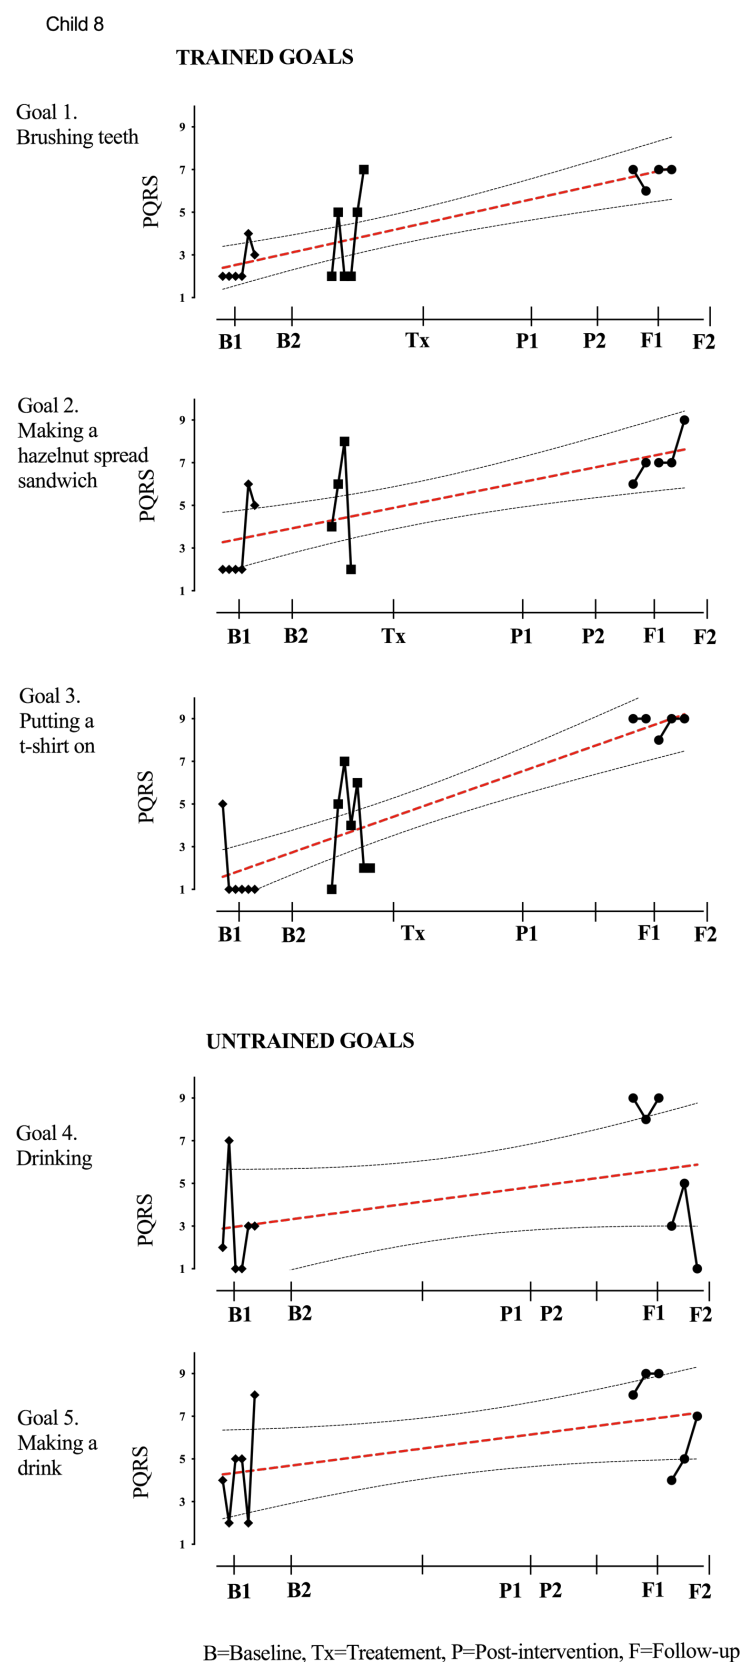 Child 8
TRAINED GOALS
Goal 1.
Brushing teeth
PQRS
9
7
5
3
1
B1 B2 Tx P1 P2 F1 F2
Goal 2.
Making a
hazelnut spread
sandwich
PQRS
9
7
5
3
1
B1 B2 Tx P1 P2 F1 F2
Goal 3.
Putting a
t-shirt on
PQRS
9
7
5
3
1
B1 B2 Tx P1 F1 F2
UNTRAINED GOALS
Goal 4.
Drinking
PQRS
9
7
5
3
1
B1 B2 P1 P2 F1 F2
Goal 5.
Making a
drink
PQRS
9
7
5
3
1
B1 B2 P1 P2 F1 F2
B=Baseline, Tx=Treatement, P=Post-intervention, F=Follow-up